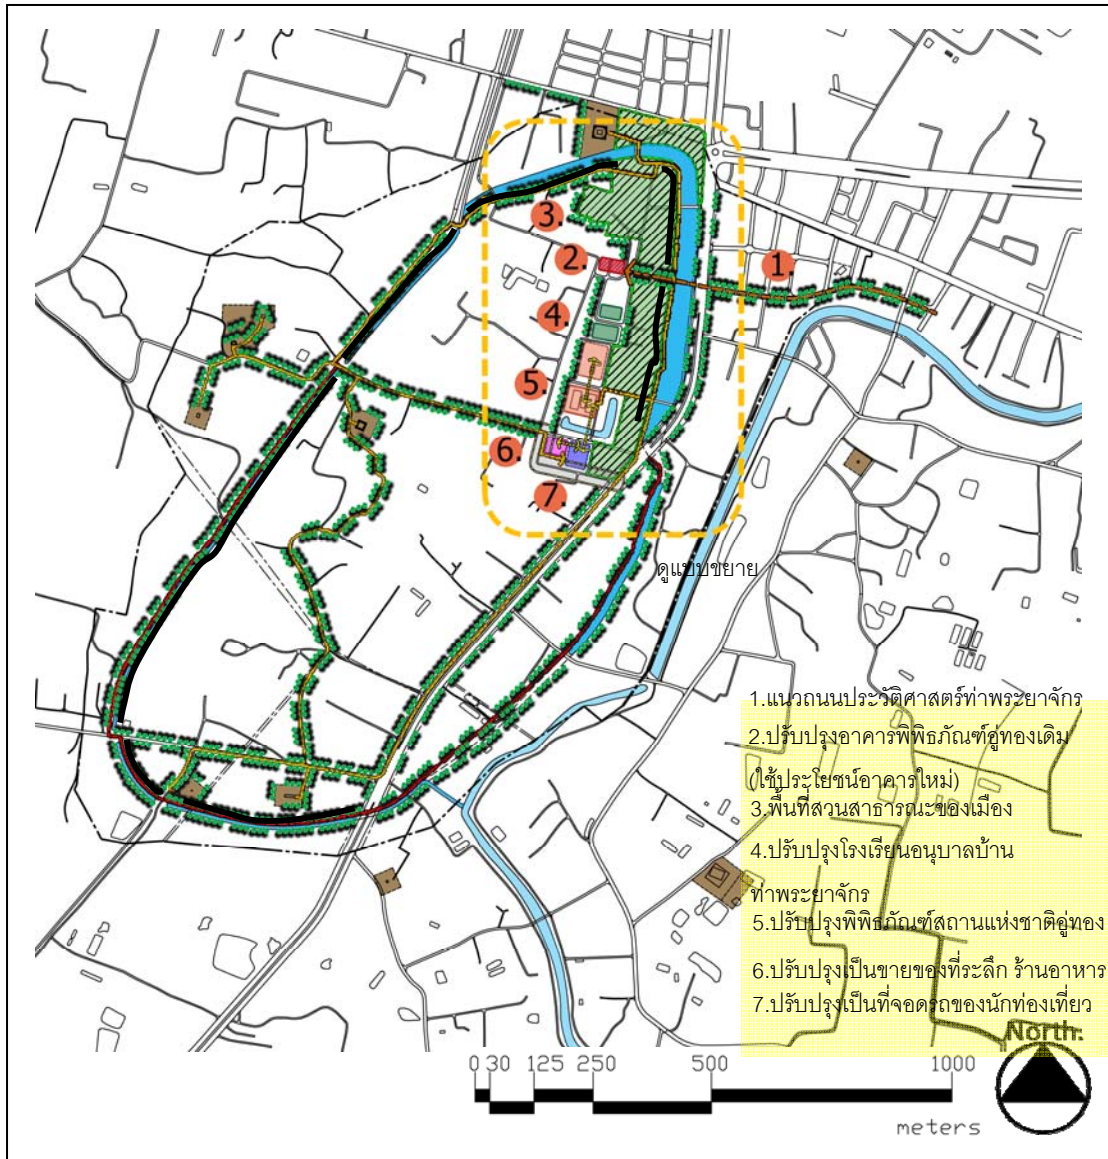 3.
2.
1.
4.
5.
6.
7.
ดูแบบขยาย
1.แนวถนนประวัติศาสตร์ท่าพระยาจักร
2.ปรับปรุงอาคารพิพิธภัณฑ์อู่ทองเดิม
(ใช้ประโยชน์อาคารใหม่)
3.พื้นที่สวนสาธารณะของเมือง
4.ปรับปรุงโรงเรียนอนุบาลบ้าน
ท่าพระยาจักร
5.ปรับปรุงพิพิธภัณฑ์สถานแห่งชาติอู่ทอง
6.ปรับปรุงเป็นขายของที่ระลึก ร้านอาหาร
7.ปรับปรุงเป็นที่จอดรถของนักท่องเที่ยว
North:
0 30 125 250 500 1000
meters